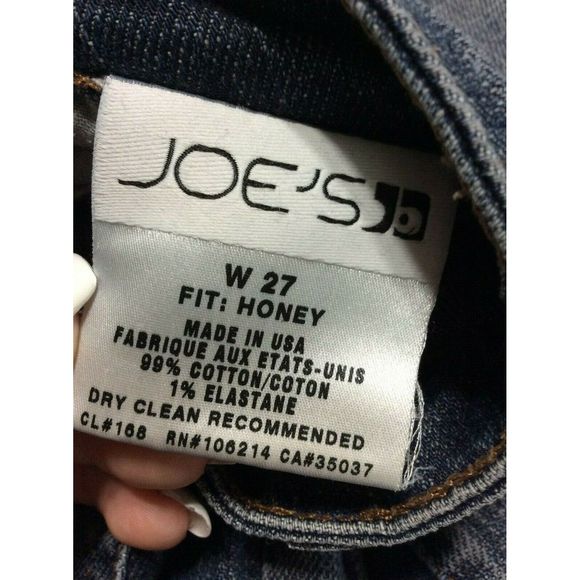 JOE'S
W 27
FIT: HONEY
MADE IN USA
FABRIQUE AUX ETATS-UNIS
99% COTTON/COTON
1% ELASTANE
DRY CLEAN RECOMMENDED
CL#168 RN#106214 CA#35037